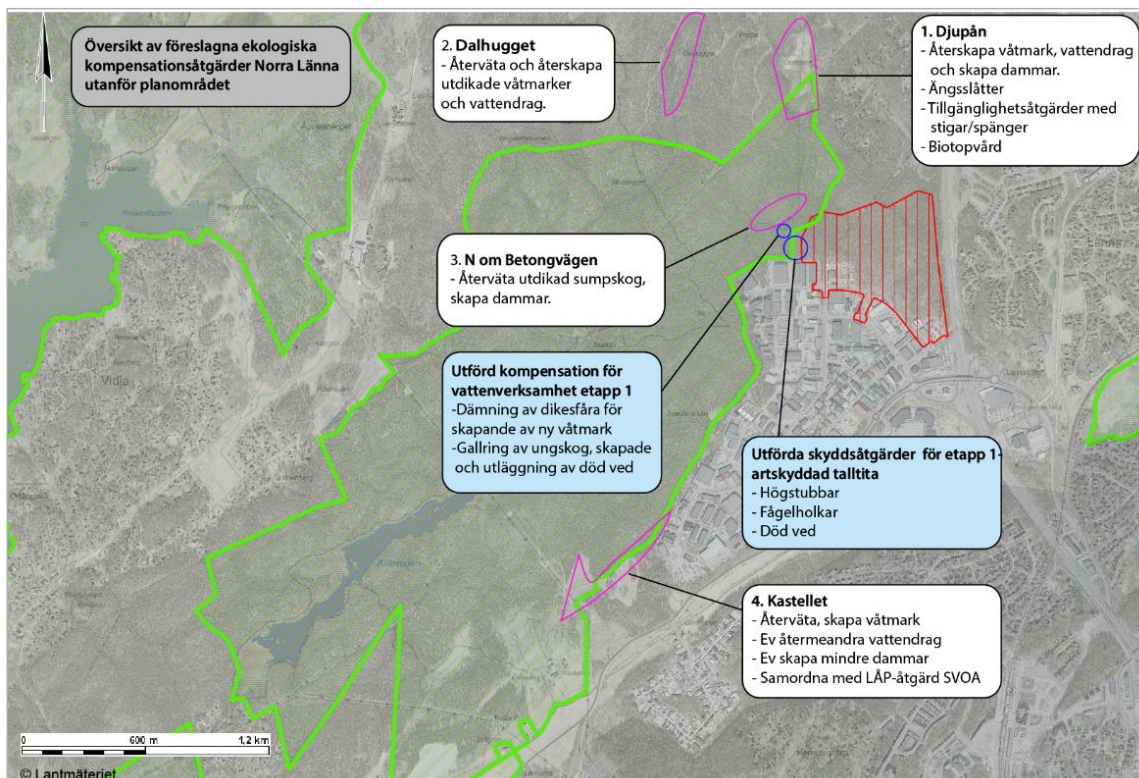 Översikt av föreslagna ekologiska
kompensationsåtgärder Norra Länna
utanför planområdet
2. Dalhugget
- Återväta och återskapa
utdikade våtmarker
och vattendrag.
1. Djupån
- Återskapa våtmark, vattendrag
och skapa dammar.
- Ängsslåtter
- Tillgänglighetsåtgärder med
stigar/spänger
- Biotopvård
3. N om Betongvägen
- Återväta utdikad sumpskog,
skapa dammar.
Utförd kompensation för
vattenverksamhet etapp 1
-Dämning av dikesfåra för
skapande av ny våtmark
-Gallring av ungskog, skapade
och utläggning av död ved
Utförda skyddsåtgärder för etapp 1-
artskyddad talltita
- Högstubbar
- Fågelholkar
- Död ved
4. Kastellet
- Återväta, skapa våtmark
- Ev återmeandra vattendrag
- Ev skapa mindre dammar
- Samordna med LÅP-åtgärd SVOA
Vidja
Länna
0 600 m 1,2 km
© Lantmäteriet